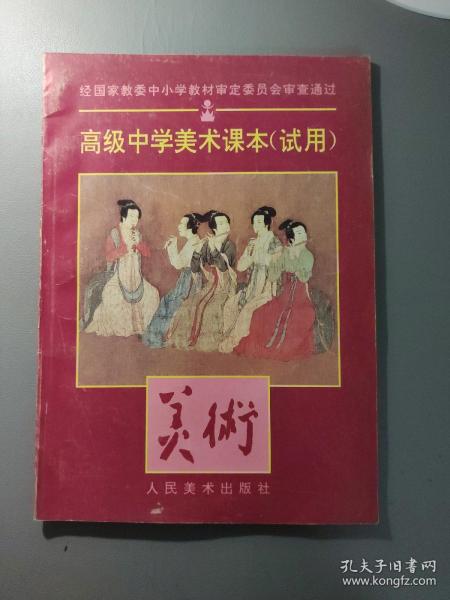 经国家教委中小学教材审定委员会审查通过
高级中学美术课本(试用)
美術
人民美术出版社
孔夫子旧书网
www.kongfz.com